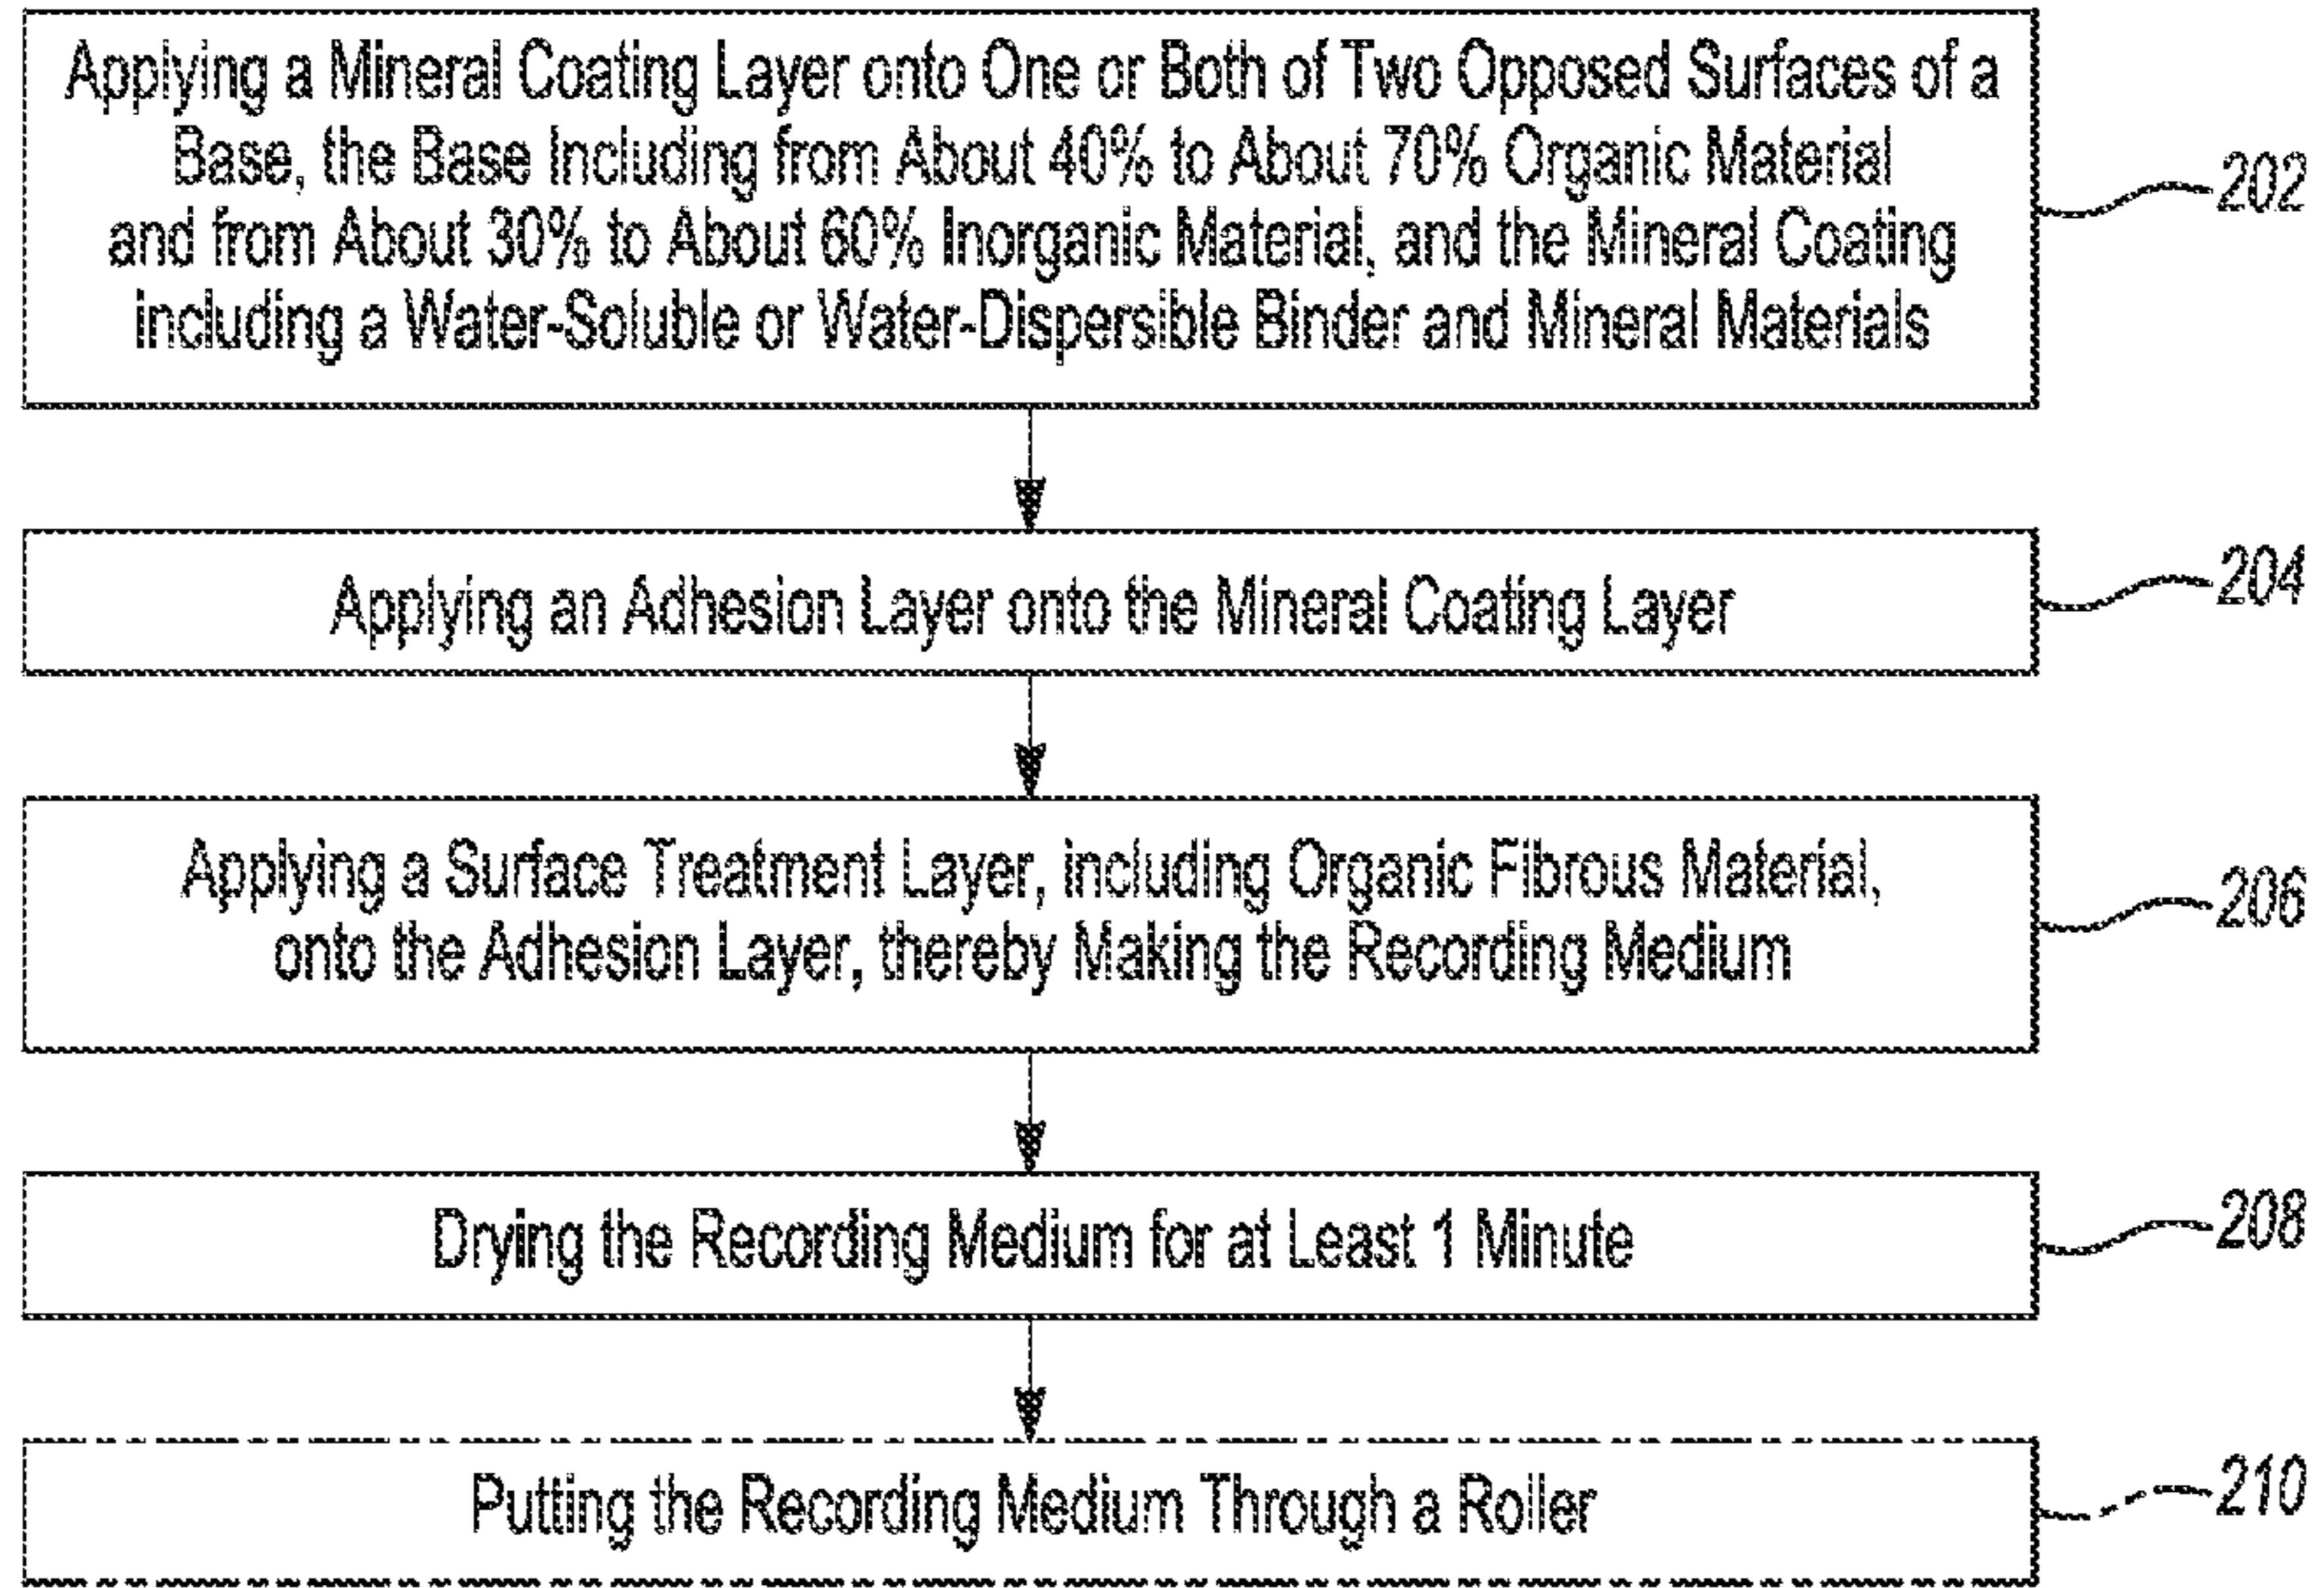 Applying a Mineral Coating Layer onto One or Both of Two Opposed Surfaces of a
Base, the Base Including from About 40% to About 70% Organic Material
and from About 30% to About 60% Inorganic Material, and the Mineral Coating
including a Water-Soluble or Water-Dispersible Binder and Mineral Materials
202
Applying an Adhesion Layer onto the Mineral Coating Layer
204
Applying a Surface Treatment Layer, including Organic Fibrous Material,
onto the Adhesion Layer, thereby Making the Recording Medium
206
Drying the Recording Medium for at Least 1 Minute
208
Putting the Recording Medium Through a Roller
210